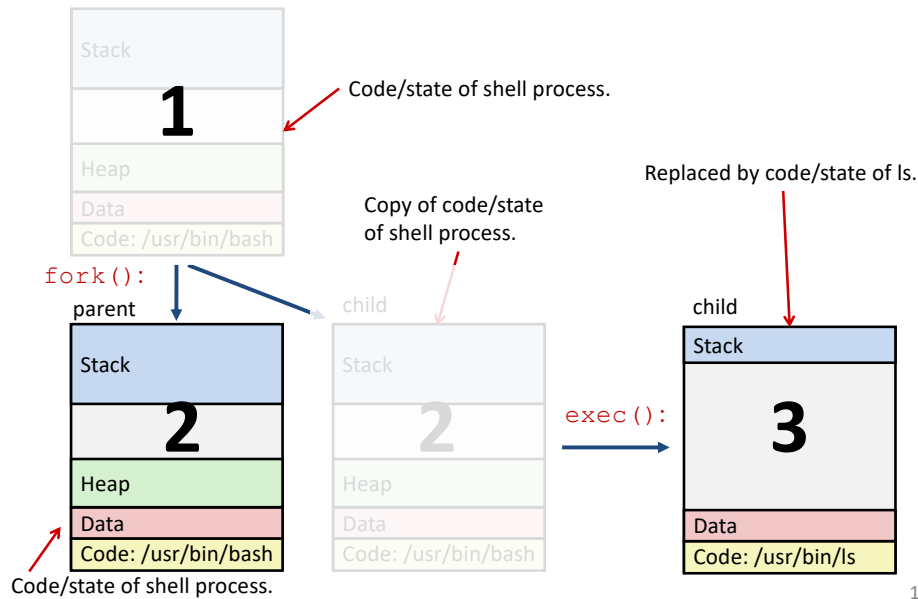 Stack
1
Code/state of shell process.
Heap
Data
Code: /usr/bin/bash
Copy of code/state
of shell process.
Replaced by code/state of ls.
fork():
parent
Stack
2
Heap
Data
Code: /usr/bin/bash
Code/state of shell process.
child
Stack
2
Heap
Data
Code: /usr/bin/bash
exec():
child
Stack
3
Data
Code: /usr/bin/ls
1